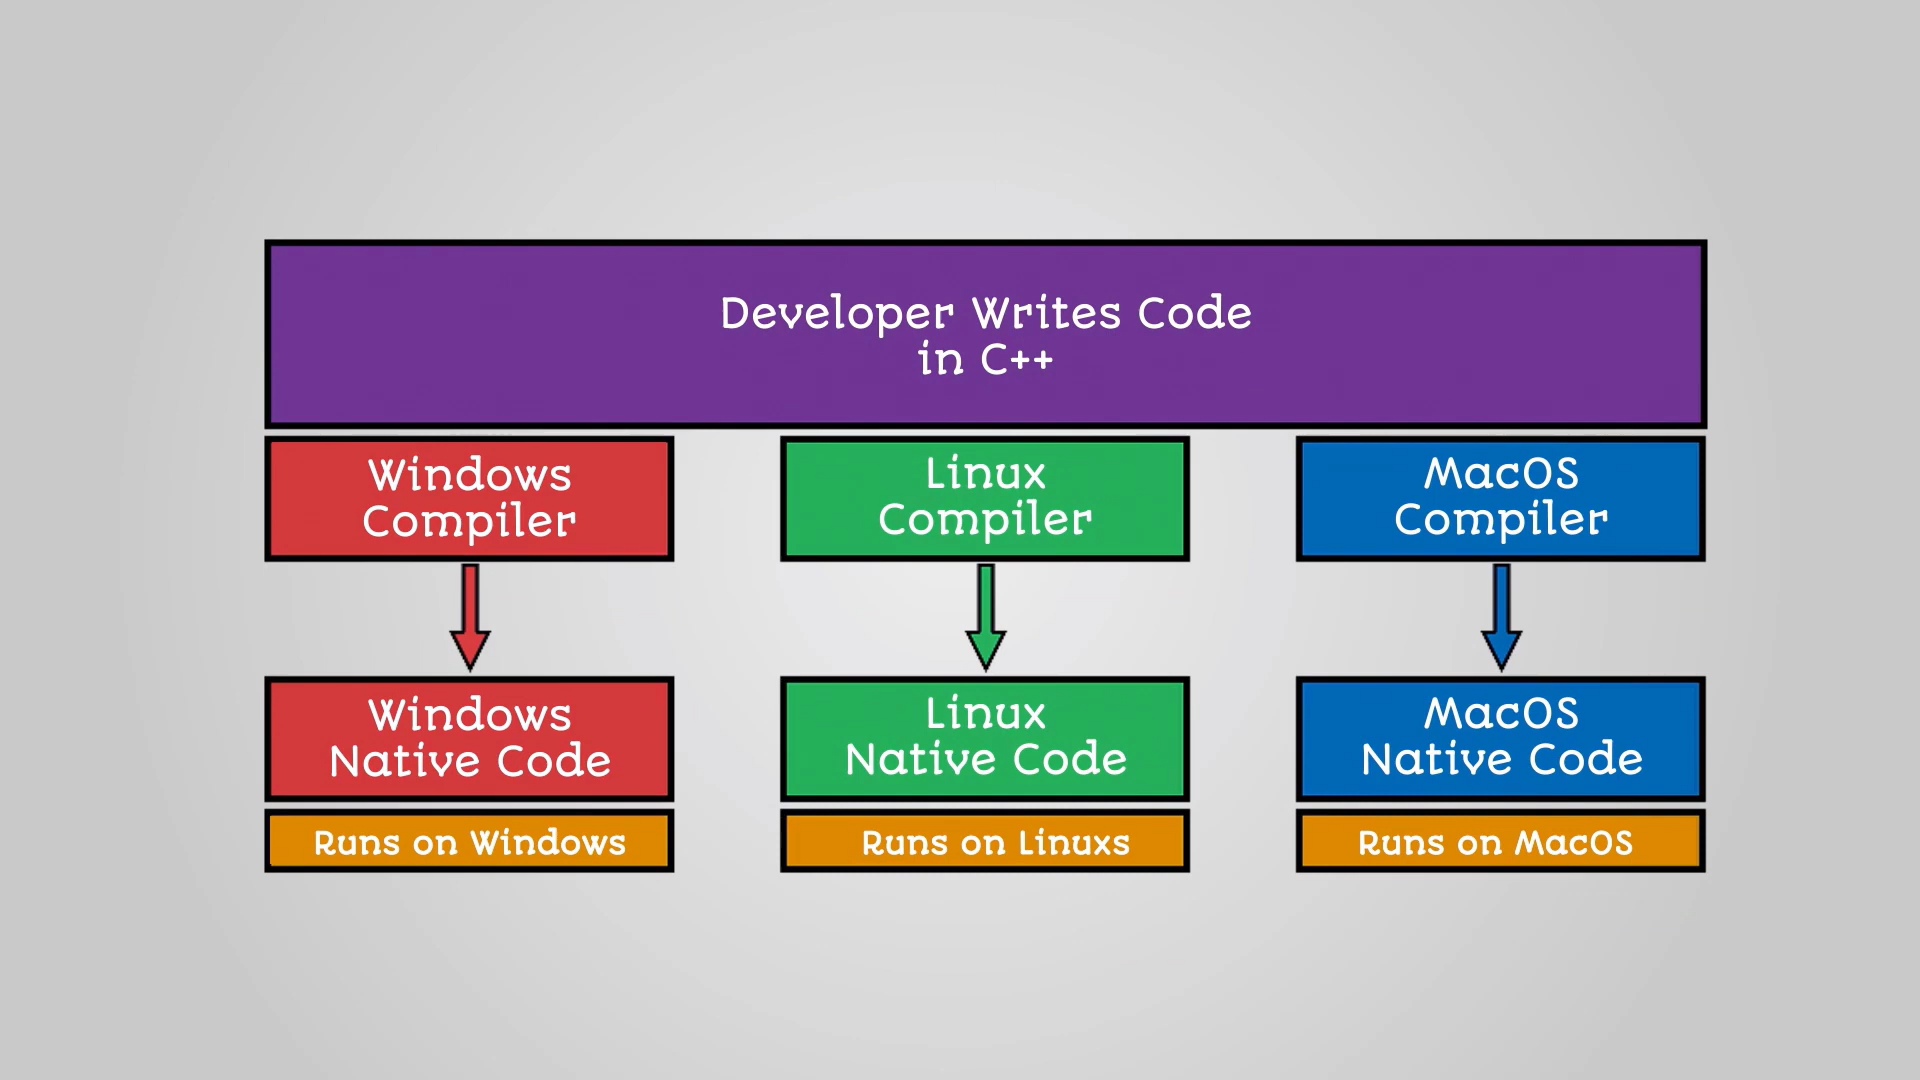 Developer Writes Code
in C++
Windows
Compiler
Linux
Compiler
MacOS
Compiler
Windows
Native Code
Linux
Native Code
MacOS
Native Code
Runs on Windows
Runs on Linuxs
Runs on MacOS